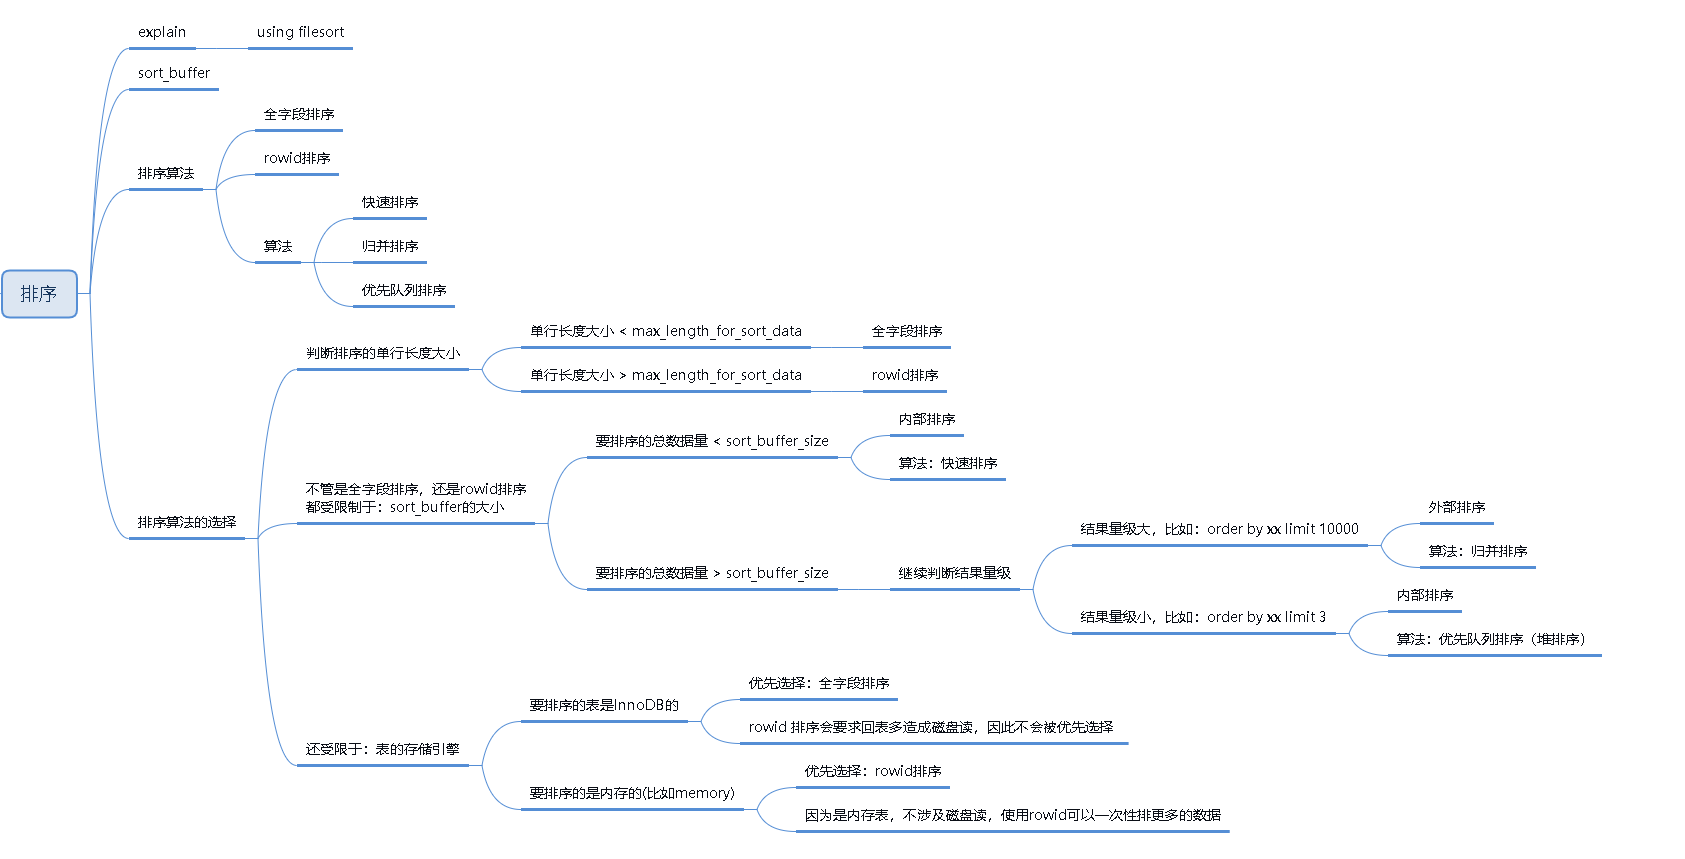 explain
using filesort
sort_buffer
全字段排序
rowid排序
排序算法
快速排序
算法
归并排序
优先队列排序
排序
单行长度大小 < max_length_for_sort_data
全字段排序
判断排序的单行长度大小
单行长度大小 > max_length_for_sort_data
rowid排序
内部排序
要排序的总数据量 < sort_buffer_size
算法：快速排序
不管是全字段排序，还是rowid排序
都受限制于：sort_buffer的大小
排序算法的选择
外部排序
结果量级大，比如：order by xx limit 10000
算法：归并排序
要排序的总数据量 > sort_buffer_size
继续判断结果量级
内部排序
结果量级小，比如：order by xx limit 3
算法：优先队列排序（堆排序）
优先选择：全字段排序
要排序的表是InnoDB的
rowid 排序会要求回表多造成磁盘读，因此不会被优先选择
还受限于：表的存储引擎
优先选择：rowid排序
要排序的是内存的(比如memory)
因为是内存表，不涉及磁盘读，使用rowid可以一次性排更多的数据